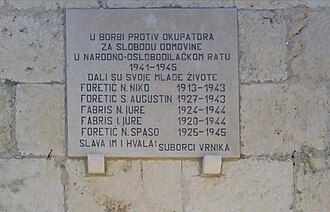 U BORBI PROTIV OKUPATORA
ZA SLOBODU DOMOVINE
U NARODNO-OSLOBODILAČKOM RATU
1941-1945
DALI SU SVOJE MLADE ŽIVOTE
FORETIĆ N. NIKO 1913-1943
FORETIĆ S. AUGUSTIN 1927-1943
FABRIS N. JURE 1924-1944
FABRIS I. JURE 1920-1944
FORETIĆ N. SPASO 1925-1945
SLAVA IM I HVALA! SUBORCI VRNIKA